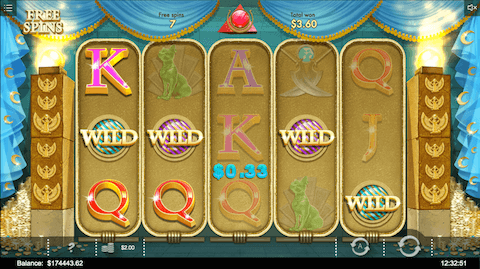 FREE
SPINS
Free spins
7
Total won
$3.60
K
A
Q
WILD
WILD
K
WILD
J
$0.33
Q
Q
Q
WILD
$2.00
Balance: $174443.62
12:32:51